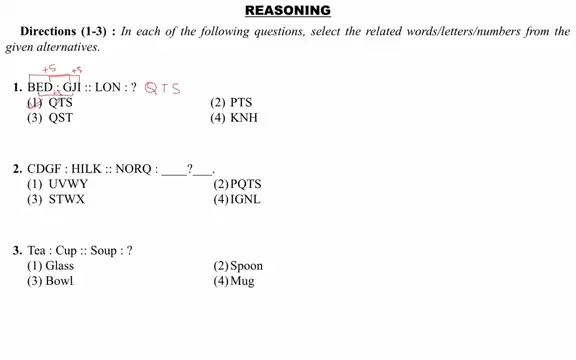 REASONING
Directions (1-3) : In each of the following questions, select the related words/letters/numbers from the
given alternatives.
+5 +5
1. BED : GJI :: LON : ? QTS
+5
(1) QTS (2) PTS
(3) QST (4) KNH
2. CDGF : HILK :: NORQ : ____?___.
(1) UVWY (2) PQTS
(3) STWX (4) IGNL
3. Tea : Cup :: Soup : ?
(1) Glass (2) Spoon
(3) Bowl (4) Mug